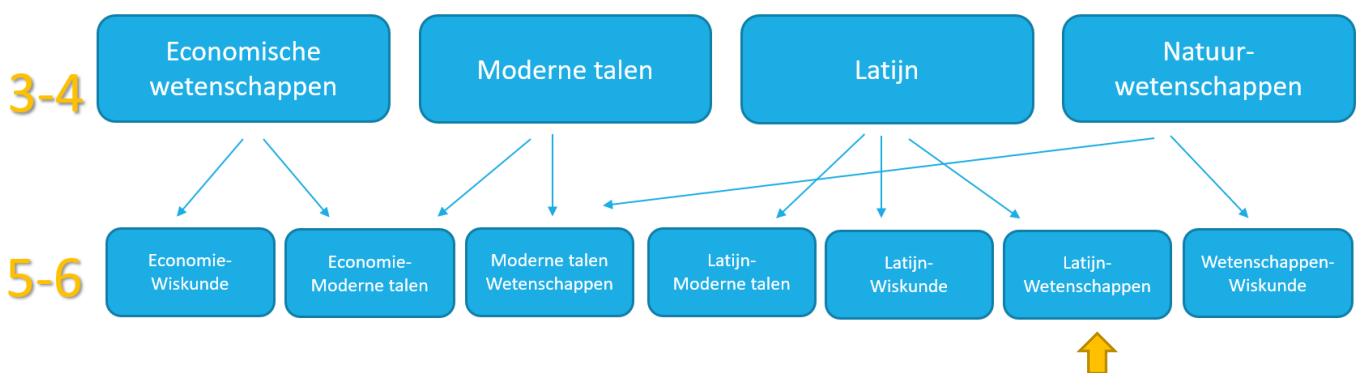 3-4
Economische
wetenschappen
Moderne talen
Latijn
Natuur-
wetenschappen
5-6
Economie-
Wiskunde
Economie-
Moderne talen
Moderne talen
Wetenschappen
Latijn-
Moderne talen
Latijn-
Wiskunde
Latijn-
Wetenschappen
Wetenschappen-
Wiskunde